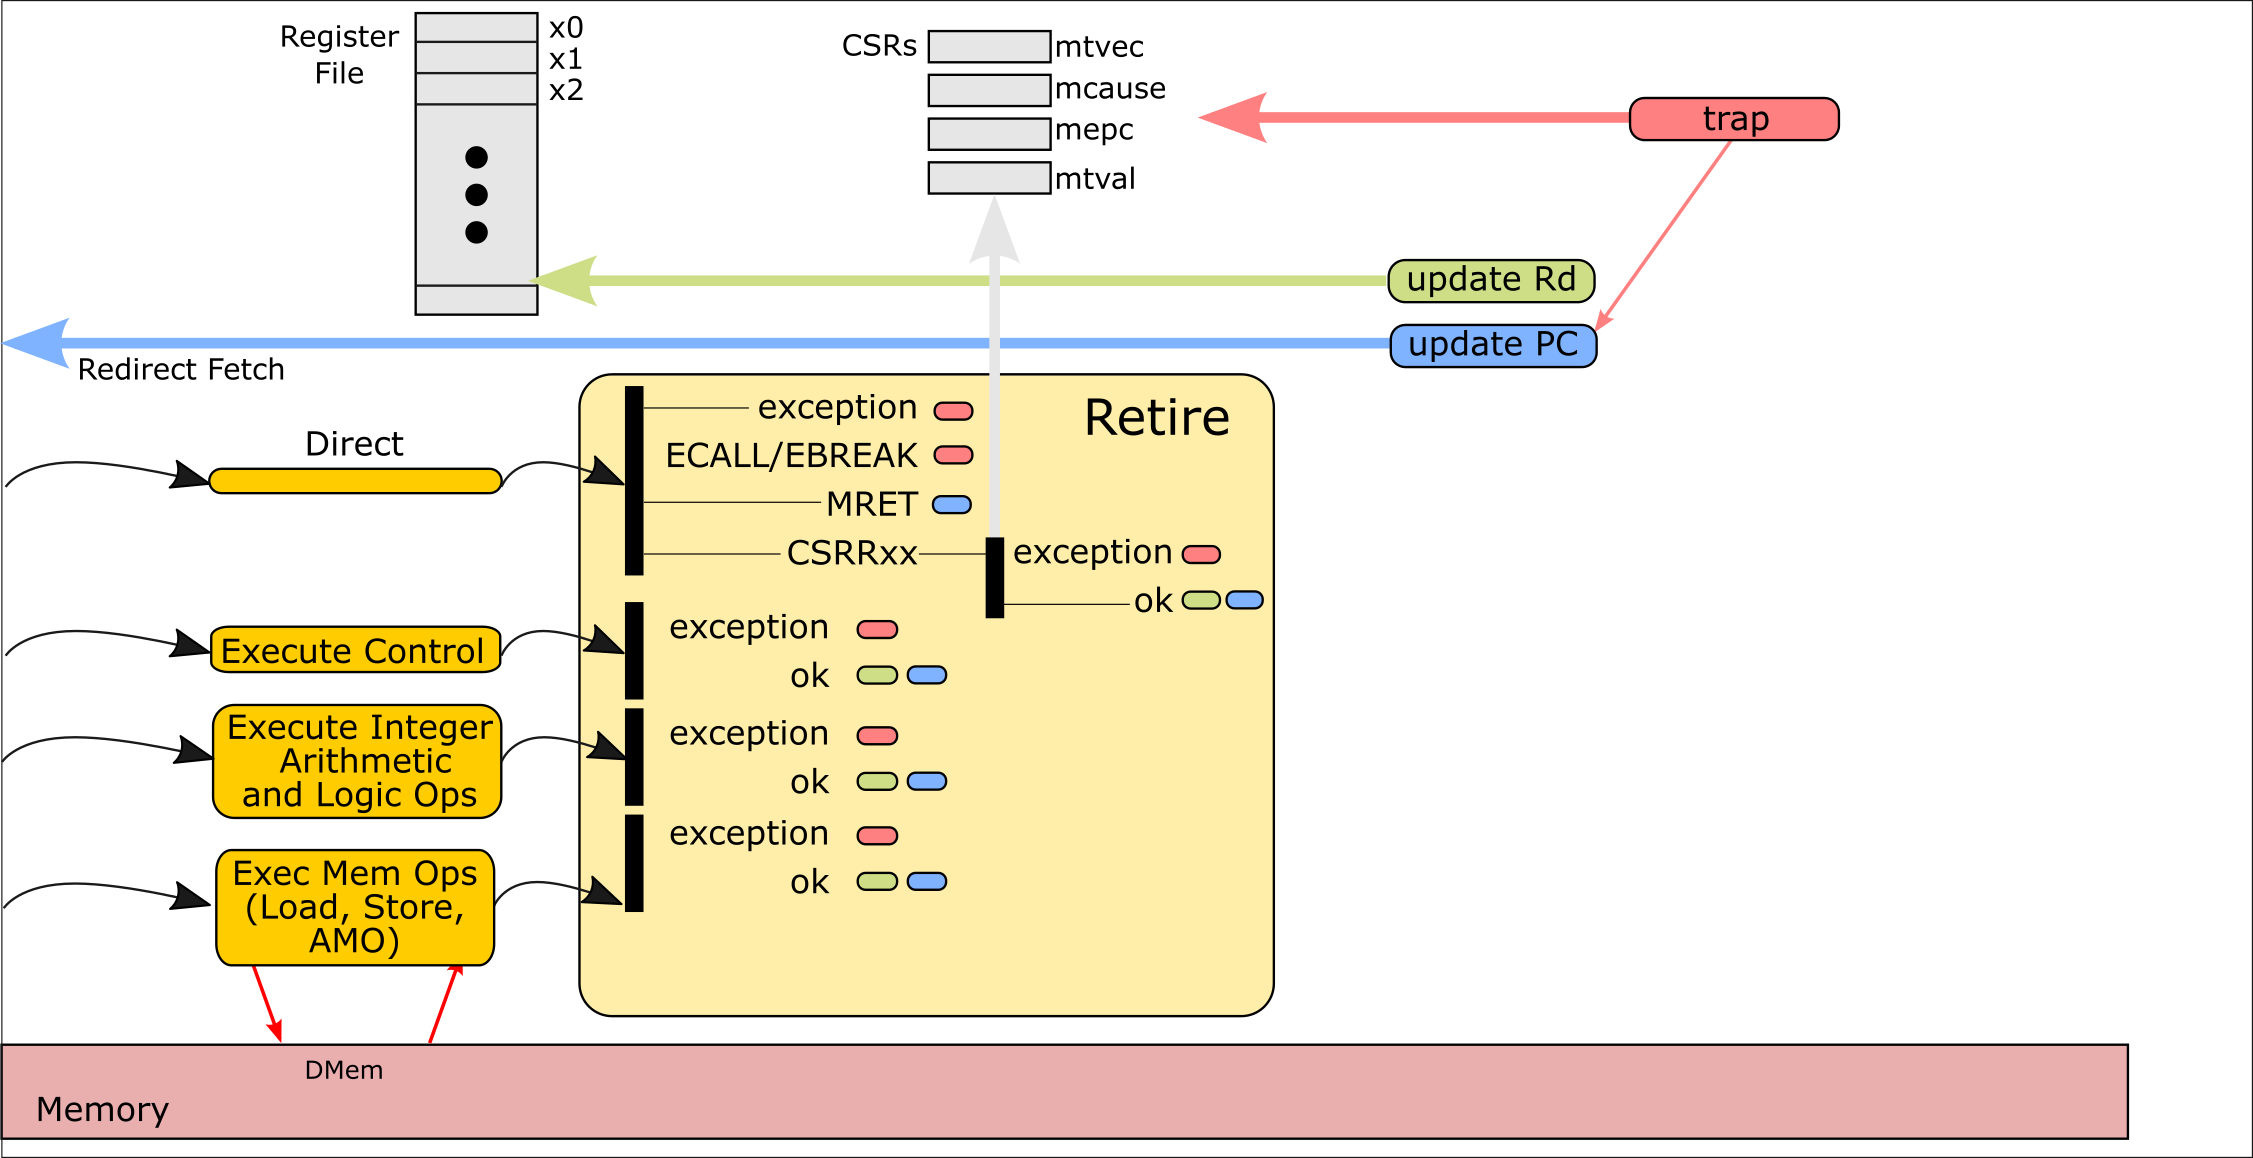 Register
File
x0
x1
x2
CSRs
mtvec
mcause
mepc
mtval
trap
update Rd
update PC
Redirect Fetch
Retire
exception
ECALL/EBREAK
MRET
CSRRxx
exception
ok
Direct
Execute Control
exception
ok
Execute Integer
Arithmetic
and Logic Ops
exception
ok
Exec Mem Ops
(Load, Store,
AMO)
exception
ok
DMem
Memory